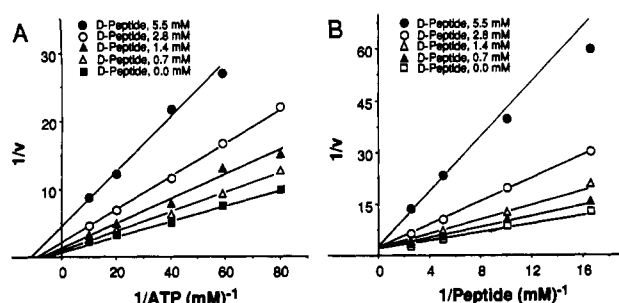 A
D-Peptide, 5.5 mM
D-Peptide, 2.8 mM
D-Peptide, 1.4 mM
D-Peptide, 0.7 mM
D-Peptide, 0.0 mM
30
20
10
1/v
0 20 40 60 80
1/ATP (mM)⁻¹
B
D-Peptide, 5.5 mM
D-Peptide, 2.8 mM
D-Peptide, 1.4 mM
D-Peptide, 0.7 mM
D-Peptide, 0.0 mM
60
45
30
15
1/v
0 4 8 12 16
1/Peptide (mM)⁻¹